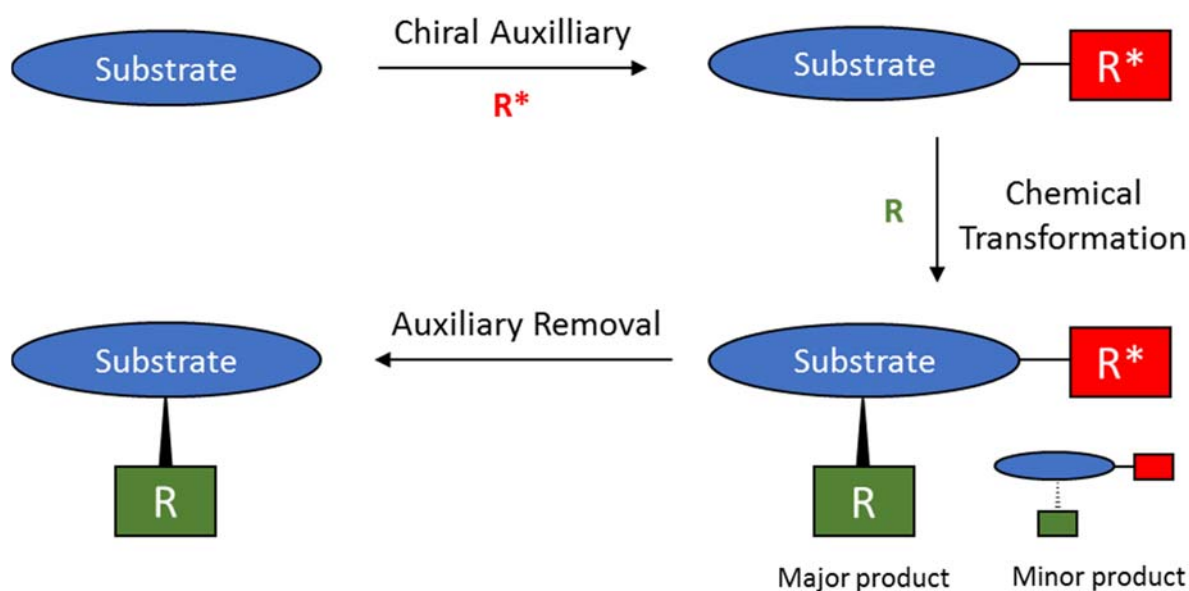 Substrate
Chiral Auxilliary
R*
Substrate
R*
R
Chemical
Transformation
Substrate
Auxiliary Removal
Substrate
R*
R
R
Major product
Minor product